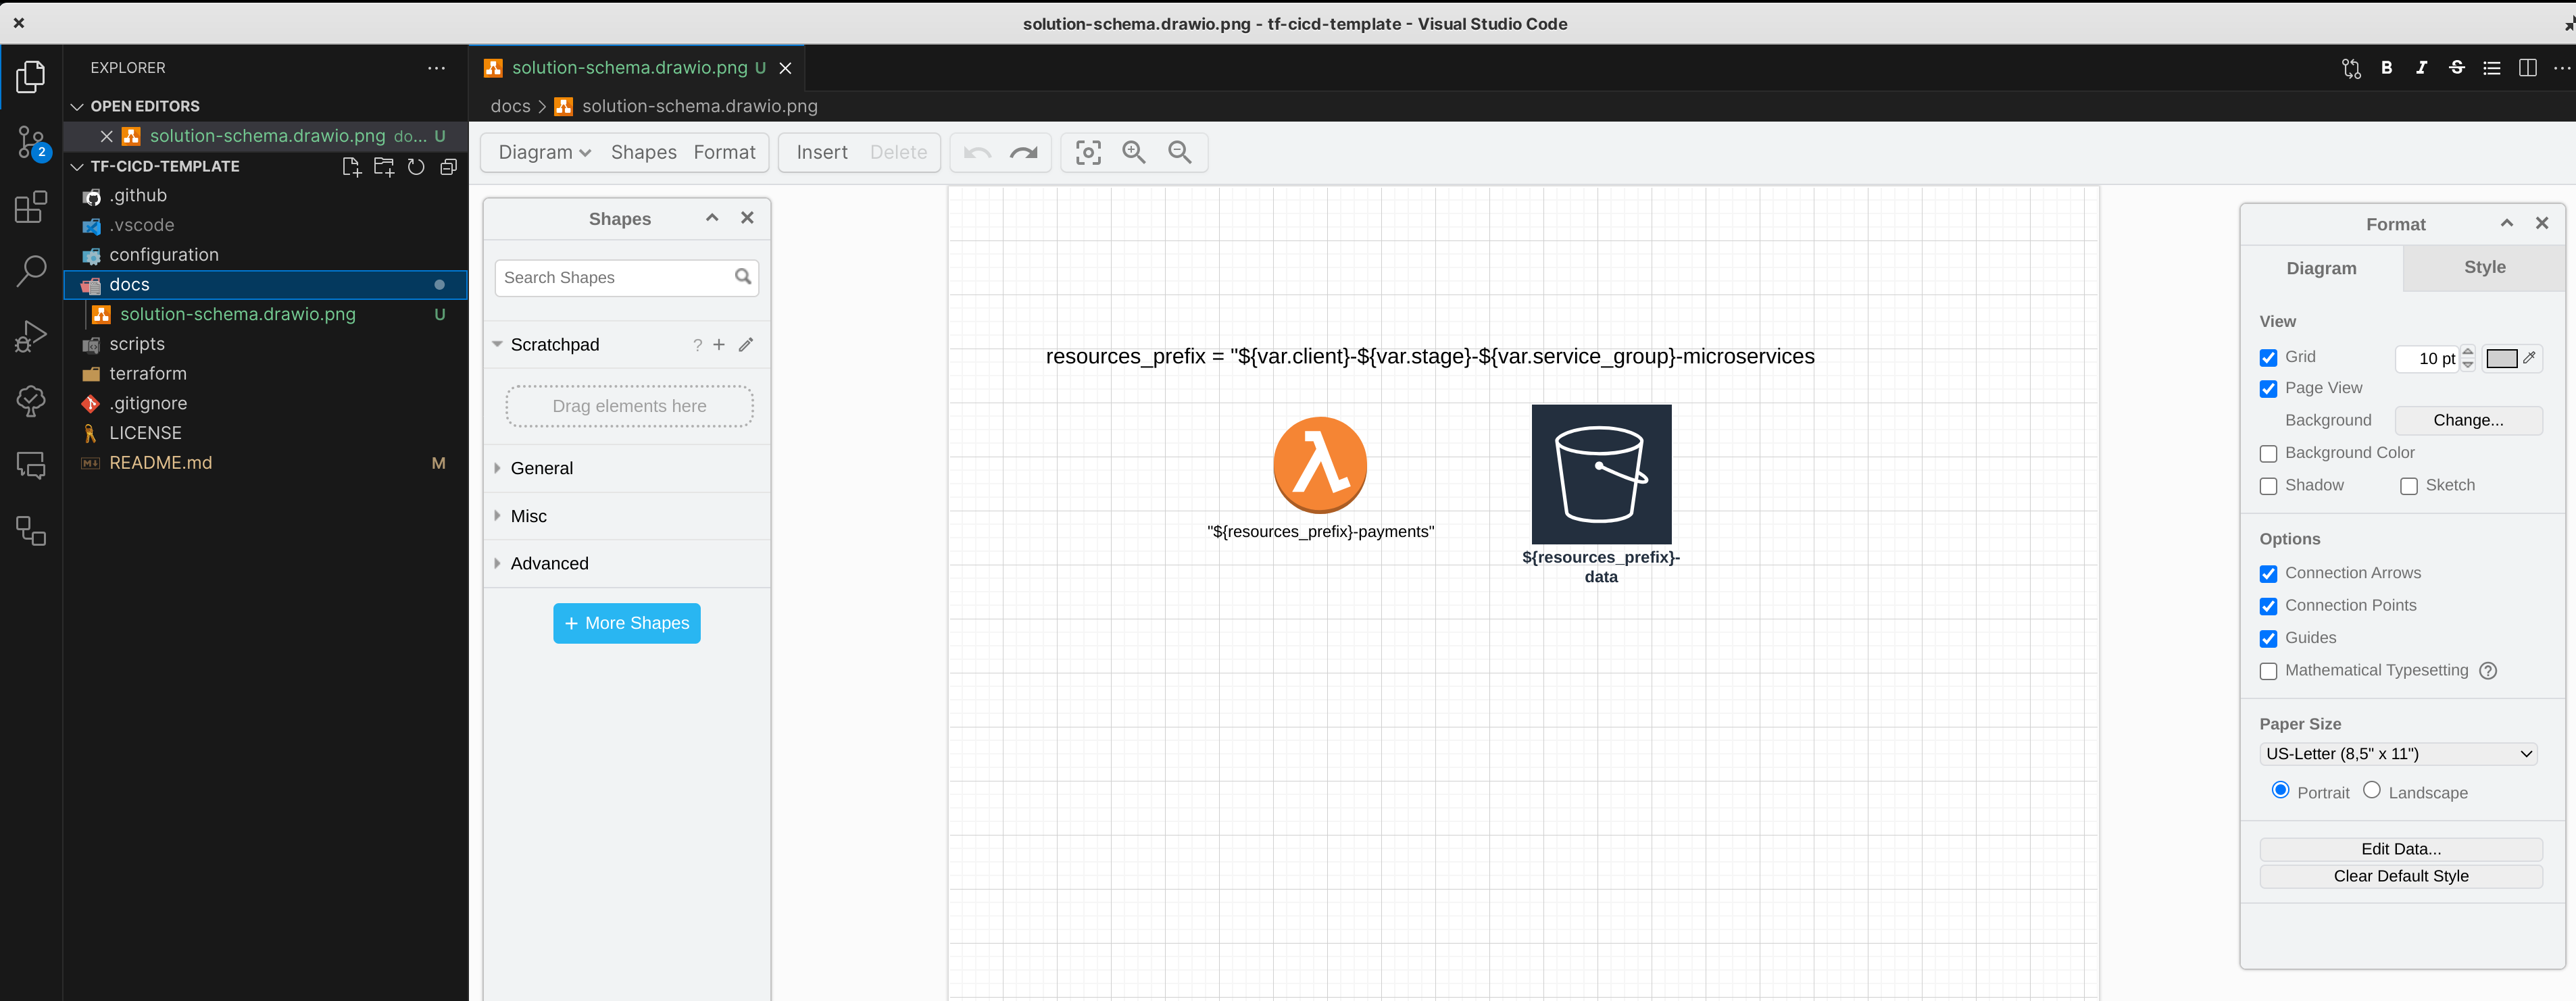 solution-schema.drawio.png - tf-cicd-template - Visual Studio Code
EXPLORER
OPEN EDITORS
solution-schema.drawio.png do... U
TF-CICD-TEMPLATE
.github
.vscode
configuration
docs
solution-schema.drawio.png U
scripts
terraform
.gitignore
LICENSE
README.md M
2
solution-schema.drawio.png U
docs > solution-schema.drawio.png
Diagram Shapes Format Insert Delete
Shapes
Search Shapes
Scratchpad ? +
Drag elements here
General
Misc
Advanced
+ More Shapes
resources_prefix = "${var.client}-${var.stage}-${var.service_group}-microservices
"${resources_prefix}-payments"
${resources_prefix}-
data
B I S
Format
Diagram Style
View
Grid 10 pt
Page View
Background Change...
Background Color
Shadow Sketch
Options
Connection Arrows
Connection Points
Guides
Mathematical Typesetting ?
Paper Size
US-Letter (8,5" x 11")
Portrait Landscape
Edit Data...
Clear Default Style